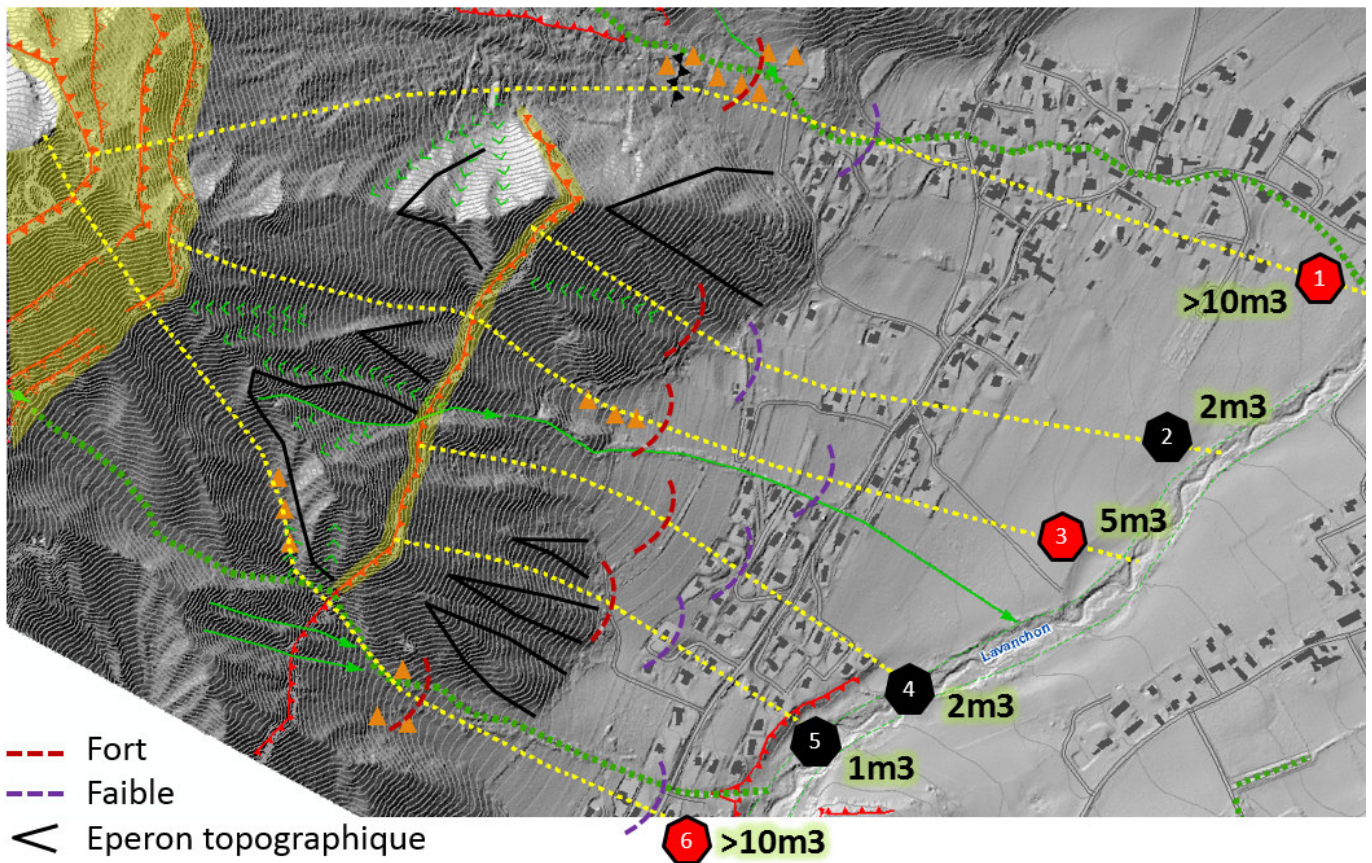 1
>10m3
2m3
2
5m3
3
Lavanchon
4
2m3
5
1m3
Fort
Faible
Eperon topographique
6
>10m3